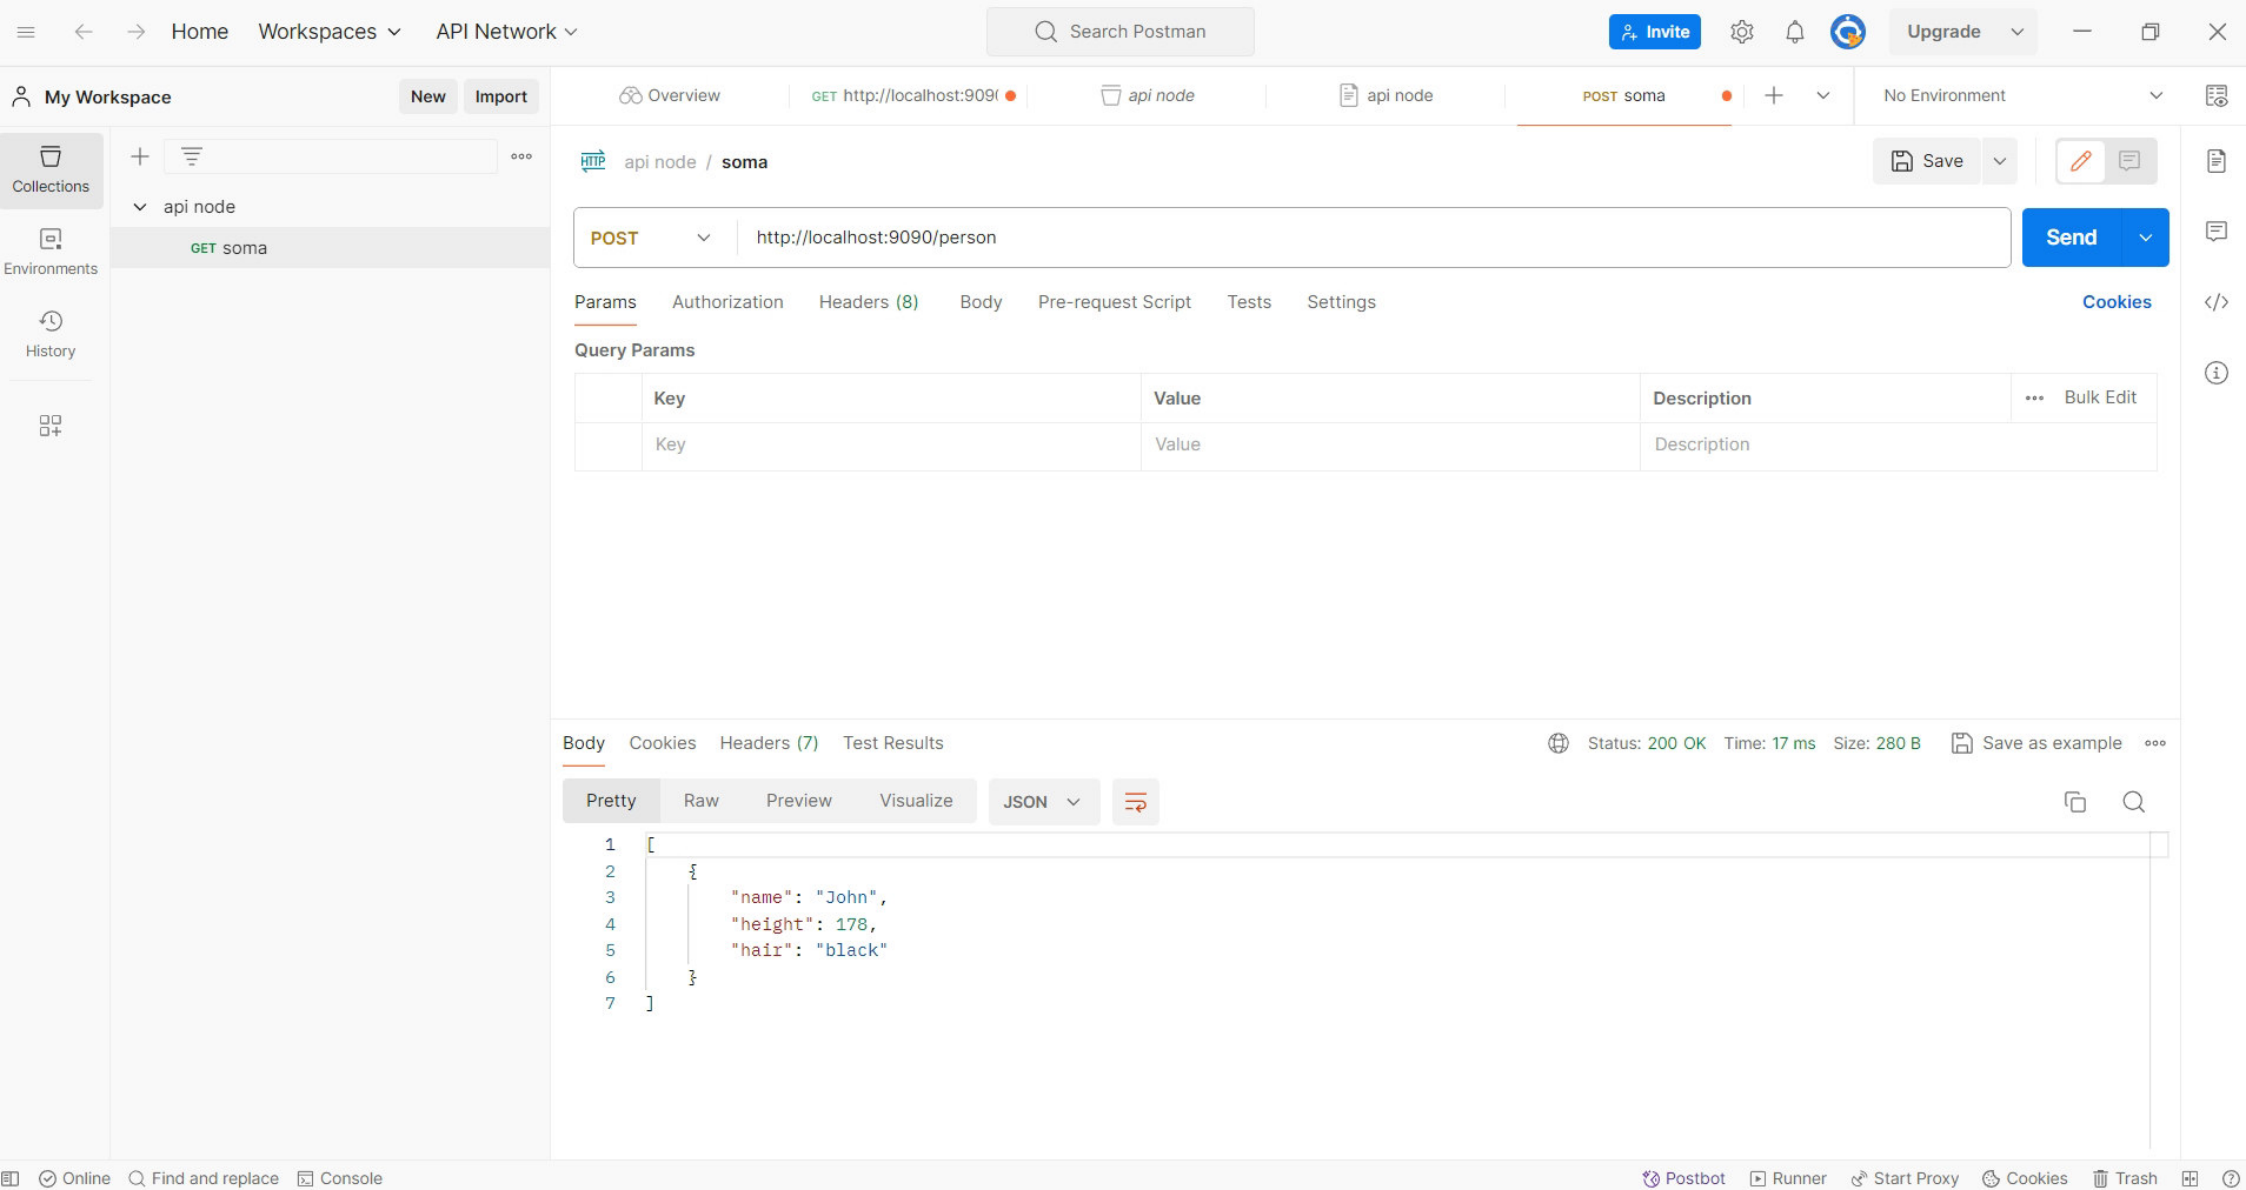 Home Workspaces API Network Search Postman Invite Upgrade
My Workspace New Import Overview GET http://localhost:909 api node api node POST soma No Environment
Collections
api node
GET soma
Environments
History
HTTP api node / soma Save
POST http://localhost:9090/person Send
Params Authorization Headers (8) Body Pre-request Script Tests Settings Cookies
Query Params
Key Value Description Bulk Edit
Key Value Description
Body Cookies Headers (7) Test Results Status: 200 OK Time: 17 ms Size: 280 B Save as example
Pretty Raw Preview Visualize JSON
1 [
2 {
3 "name": "John",
4 "height": 178,
5 "hair": "black"
6 }
7 ]
Online Find and replace Console Postbot Runner Start Proxy Cookies Trash